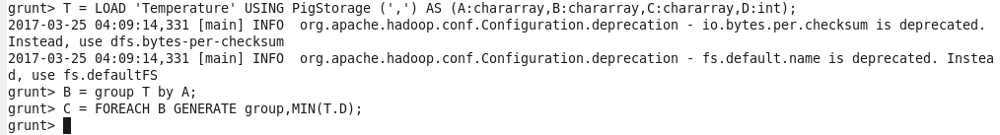 grunt> T = LOAD 'Temperature' USING PigStorage (',') AS (A:chararray,B:chararray,C:chararray,D:int);
2017-03-25 04:09:14,331 [main] INFO  org.apache.hadoop.conf.Configuration.deprecation - io.bytes.per.checksum is deprecated.
Instead, use dfs.bytes-per-checksum
2017-03-25 04:09:14,331 [main] INFO  org.apache.hadoop.conf.Configuration.deprecation - fs.default.name is deprecated. Instea
d, use fs.defaultFS
grunt> B = group T by A;
grunt> C = FOREACH B GENERATE group,MIN(T.D);
grunt>